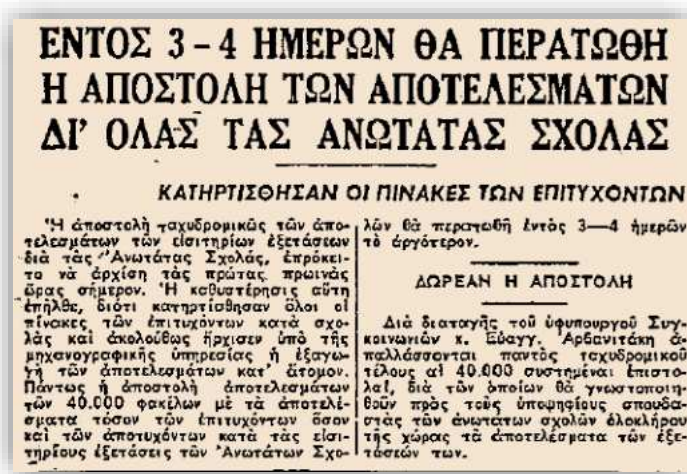 ΕΝΤΟΣ 3-4 ΗΜΕΡΩΝ ΘΑ ΠΕΡΑΤΩΘΗ
Η ΑΠΟΣΤΟΛΗ ΤΩΝ ΑΠΟΤΕΛΕΣΜΑΤΩΝ
ΔΙ' ΟΛΑΣ ΤΑΣ ΑΝΩΤΑΤΑΣ ΣΧΟΛΑΣ
ΚΑΤΗΡΤΙΣΘΗΣΑΝ ΟΙ ΠΙΝΑΚΕΣ ΤΩΝ ΕΠΙΤΥΧΟΝΤΩΝ
Ἡ ἀποστολὴ ταχυδρομικῶς τῶν ἀπο-
τελεσμάτων τῶν εἰσιτηρίων ἐξετάσεων
διὰ τὰς Ἀνωτάτας Σχολάς, ἐπρόκει-
το νὰ ἀρχίση τὰς πρώτας πρωινὰς
ὥρας σήμερον. Ἡ καθυστέρησις αὕτη
ἐπῆλθε, διότι κατηρτίσθησαν ὅλοι οἱ
πίνακες τῶν ἐπιτυχόντων κατὰ σχο-
λὰς καὶ ἀκολούθως ἤρχισεν ὑπὸ τῆς
μηχανογραφικῆς ὑπηρεσίας ἡ ἐξαγω-
γὴ τῶν ἀποτελεσμάτων κατ' ἄτομον.
Πάντως ἡ ἀποστολὴ ἀποτελεσμάτων
τῶν 40.000 φακέλων μὲ τὰ ἀποτελέ-
σματα τόσον τῶν ἐπιτυχόντων ὅσον
καὶ τῶν ἀποτυχόντων κατὰ τὰς εἰσι-
τηρίους ἐξετάσεις τῶν Ἀνωτάτων Σχο-
λῶν θὰ περατωθῆ ἐντὸς 3—4 ἡμερῶν
τὸ ἀργότερον.
ΔΩΡΕΑΝ Η ΑΠΟΣΤΟΛΗ
Διὰ διαταγῆς τοῦ ὑφυπουργοῦ Συγ-
κοινωνιῶν κ. Εὐαγγ. Ἀρβανιτάκη ἀ-
παλλάσσονται παντὸς ταχυδρομικοῦ
τέλους αἱ 40.000 συστημέναι ἐπιστο-
λαί, διὰ τῶν ὁποίων θὰ γνωστοποιη-
θοῦν πρὸς τοὺς ὑποψηφίους σπουδα-
στὰς τῶν ἀνωτάτων σχολῶν ὁλοκλήρου
τῆς χώρας τὰ ἀποτελέσματα τῶν ἐξε-
τάσεών των.